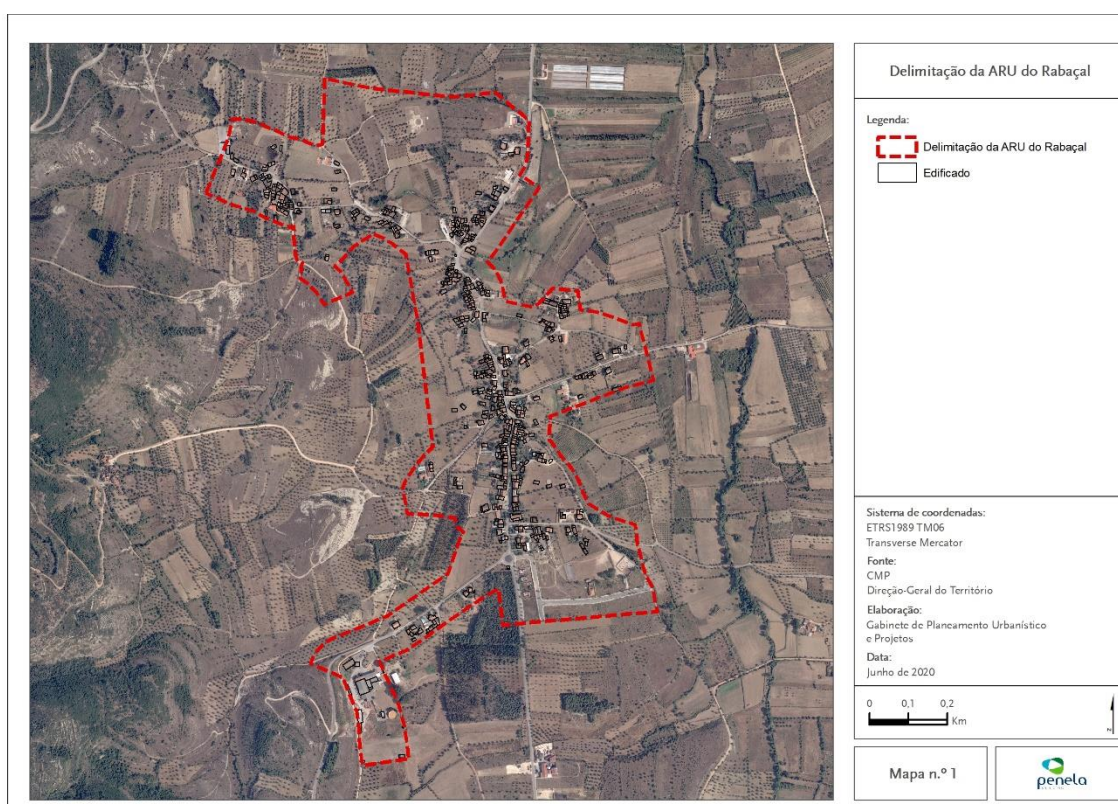 Delimitação da ARU do Rabaçal
Legenda:
Delimitação da ARU do Rabaçal
Edificado
Sistema de coordenadas:
ETRS1989 TM06
Transverse Mercator
Fonte:
CMP
Direção-Geral do Território
Elaboração:
Gabinete de Planeamento Urbanístico
e Projetos
Data:
Junho de 2020
0 0,1 0,2
Km
N
Mapa n.º 1
penela